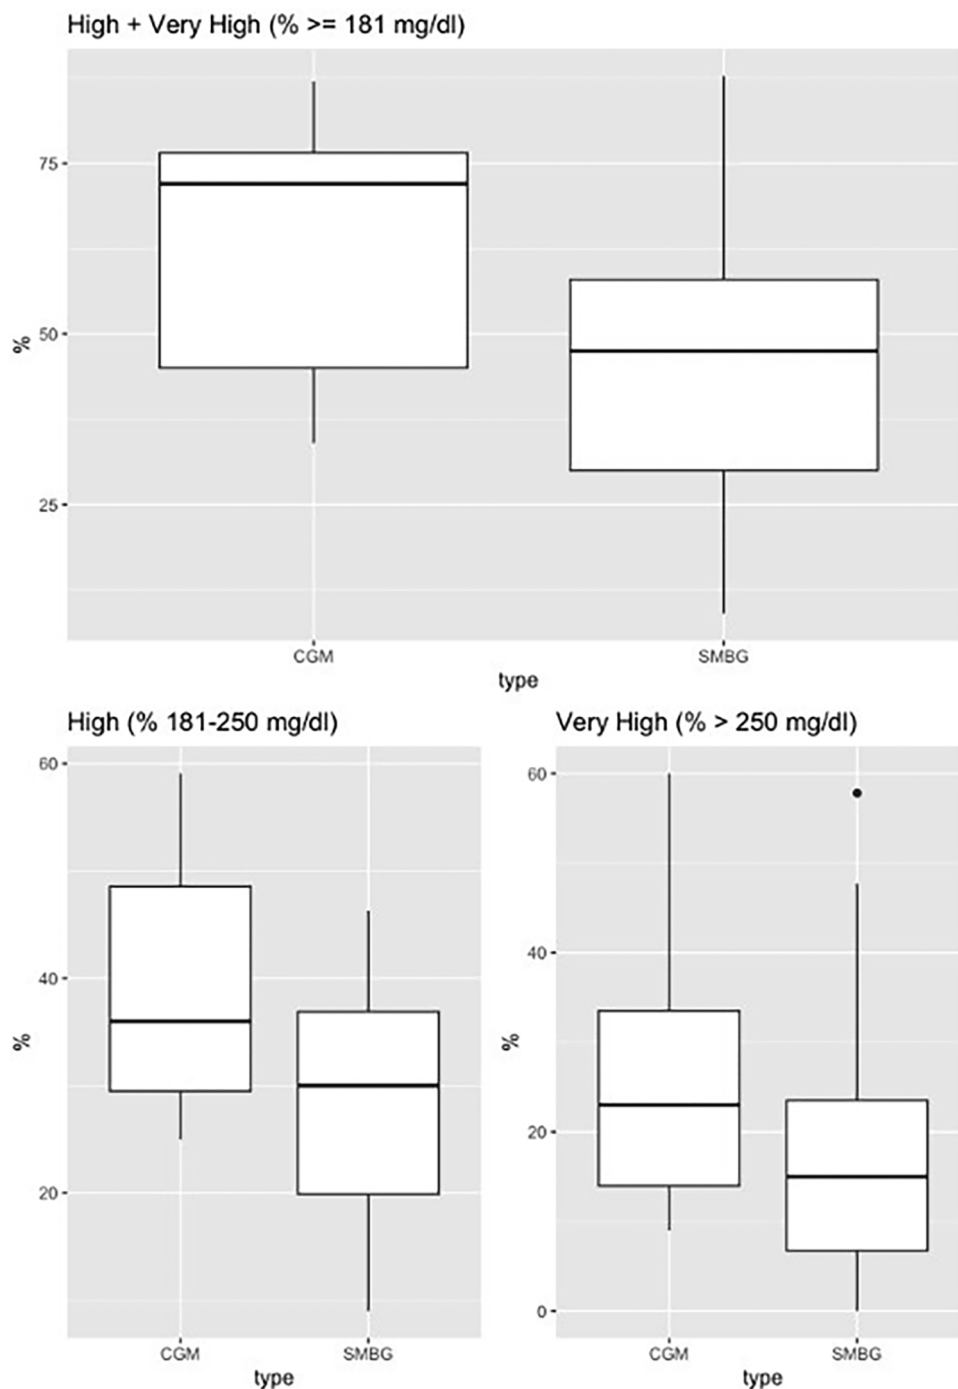 High + Very High (% >= 181 mg/dl)
%
75
50
25
CGM SMBG
type
High (% 181-250 mg/dl)
%
60
40
20
CGM SMBG
type
Very High (% > 250 mg/dl)
%
60
40
20
0
CGM SMBG
type